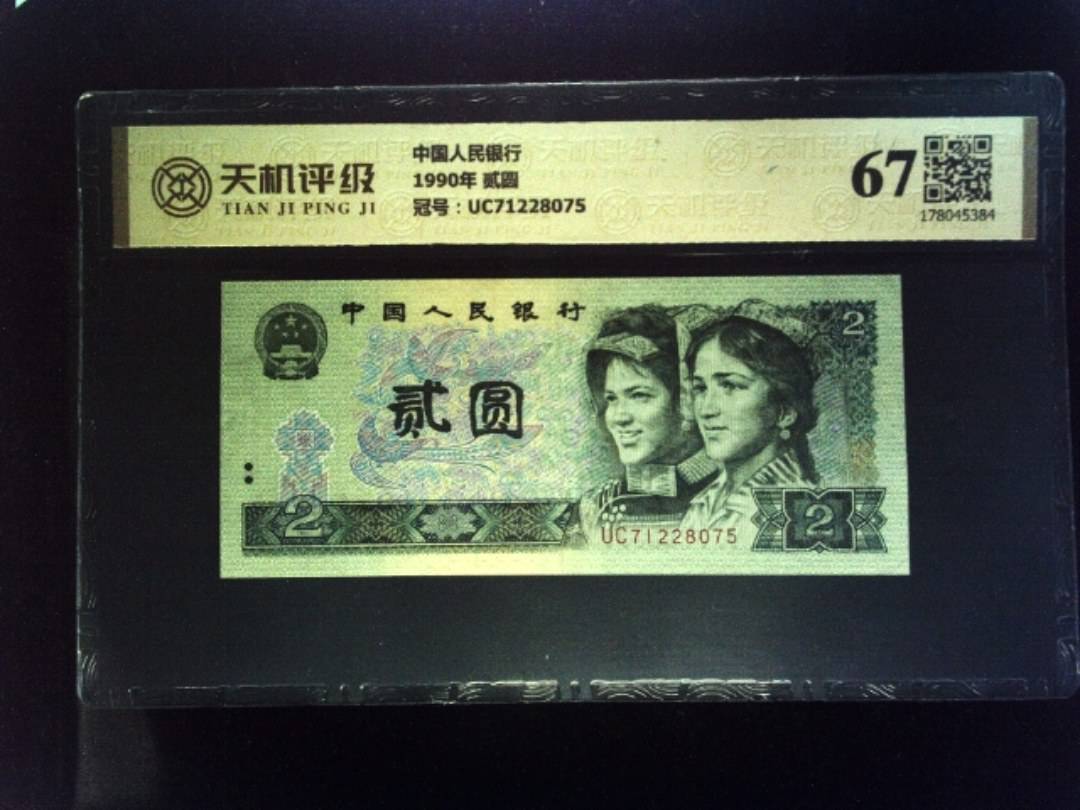 天机评级
TIAN JI PING JI
中国人民银行
1990年 贰圆
冠号：UC71228075
67
178045384
中国人民银行
2
贰圆
2
UC71228075
2